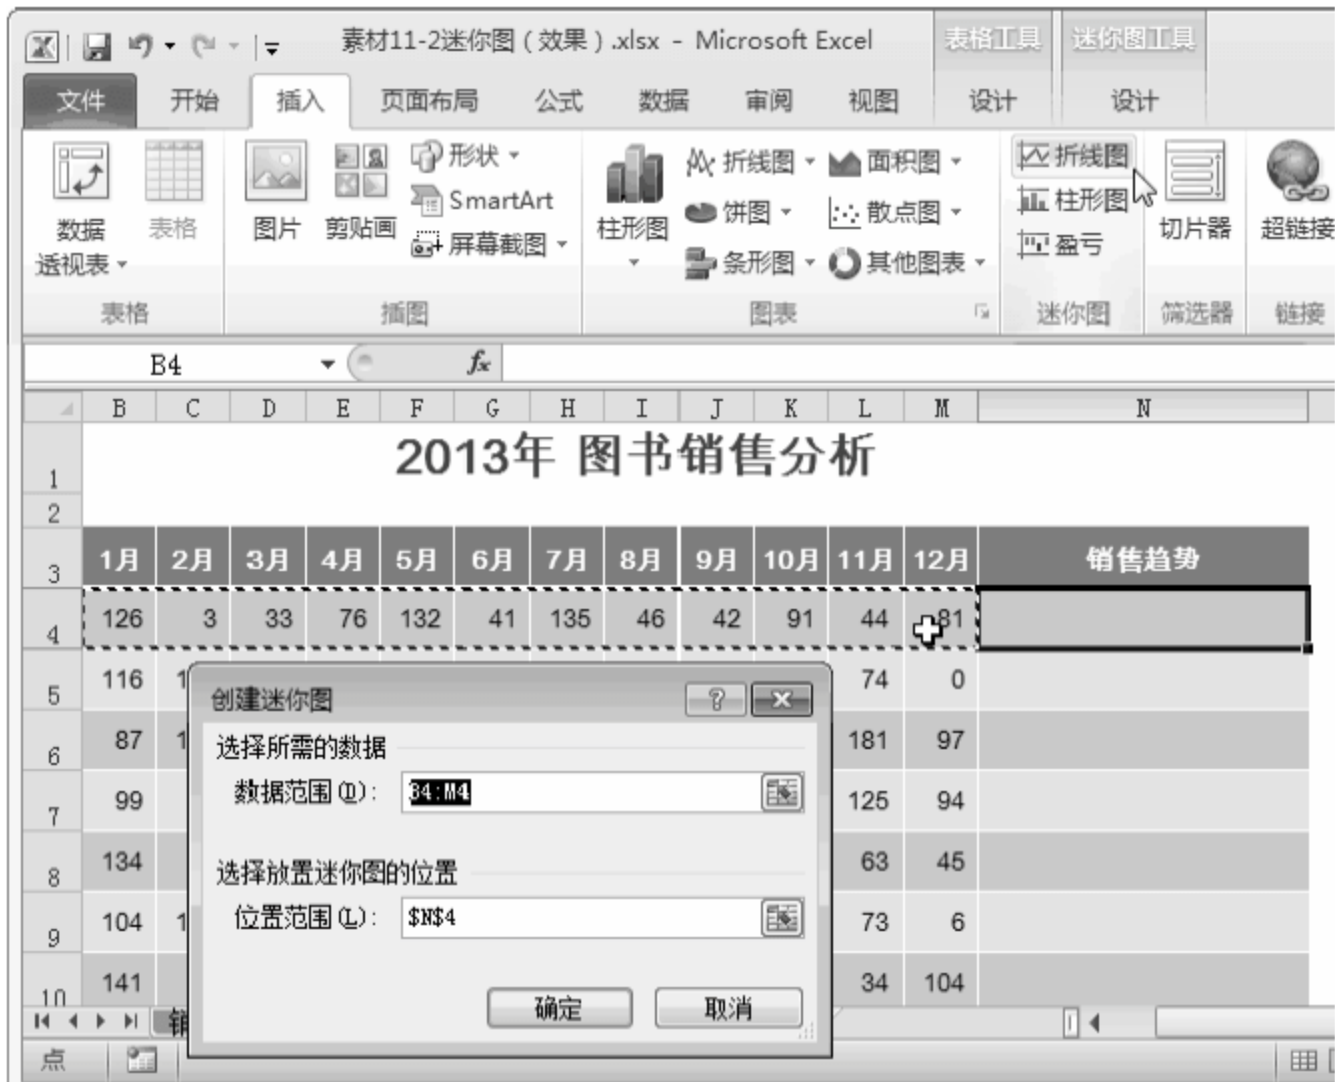 素材11-2迷你图（效果）.xlsx - Microsoft Excel 表格工具 迷你图工具
文件 开始 插入 页面布局 公式 数据 审阅 视图 设计 设计
数据透视表 表格 图片 剪贴画 形状 SmartArt 屏幕截图 柱形图 折线图 饼图 条形图 面积图 散点图 其他图表 折线图 柱形图 盈亏 切片器 超链接
表格 插图 图表 迷你图 筛选器 链接
B4 fx
B C D E F G H I J K L M N
1 2013年 图书销售分析
2
3 1月 2月 3月 4月 5月 6月 7月 8月 9月 10月 11月 12月 销售趋势
4 126 3 33 76 132 41 135 46 42 91 44 81
5 116 1 74 0
6 87 1 181 97
7 99 125 94
8 134 63 45
9 104 1 73 6
10 141 34 104
创建迷你图
选择所需的数据
数据范围(D): B4:M4
选择放置迷你图的位置
位置范围(L): $N$4
确定 取消
点